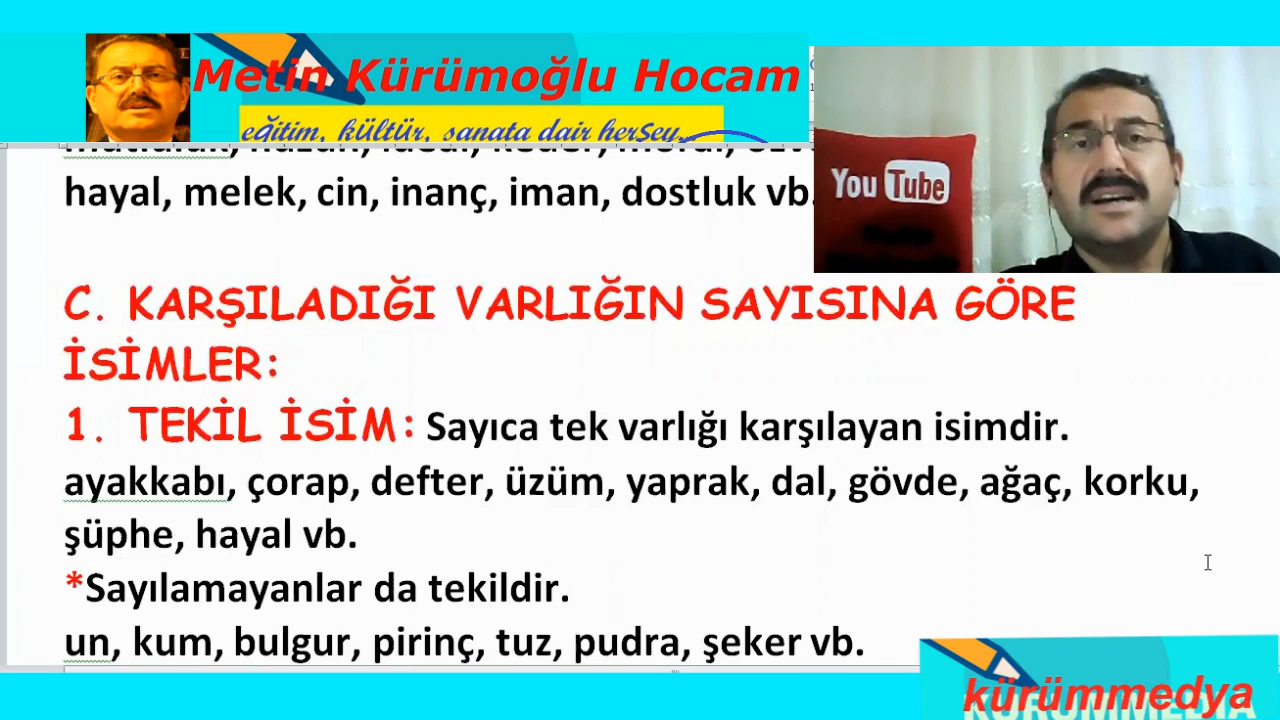 Metin Kürümoğlu Hocam
eğitim, kültür, sanata dair herşey...
You Tube
hayal, melek, cin, inanç, iman, dostluk vb.
C. KARŞILADIĞI VARLIĞIN SAYISINA GÖRE
İSİMLER:
1. TEKİL İSİM: Sayıca tek varlığı karşılayan isimdir.
ayakkabı, çorap, defter, üzüm, yaprak, dal, gövde, ağaç, korku,
şüphe, hayal vb.
*Sayılamayanlar da tekildir.
un, kum, bulgur, pirinç, tuz, pudra, şeker vb.
kürümmedya